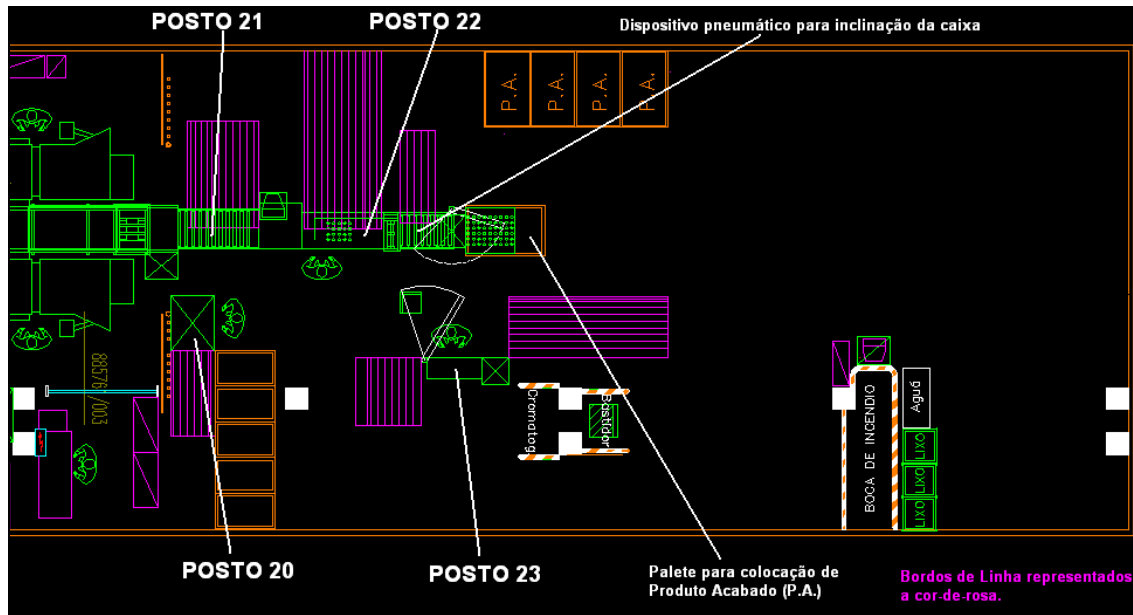 POSTO 21
POSTO 22
Dispositivo pneumático para inclinação da caixa
P.A.
P.A.
P.A.
P.A.
Cromatog.
Bastidor
BOCA DE INCENDIO
Aguá
LIXO
LIXO
LIXO
POSTO 20
POSTO 23
Palete para colocação de
Produto Acabado (P.A.)
Bordos de Linha representados
a cor-de-rosa.